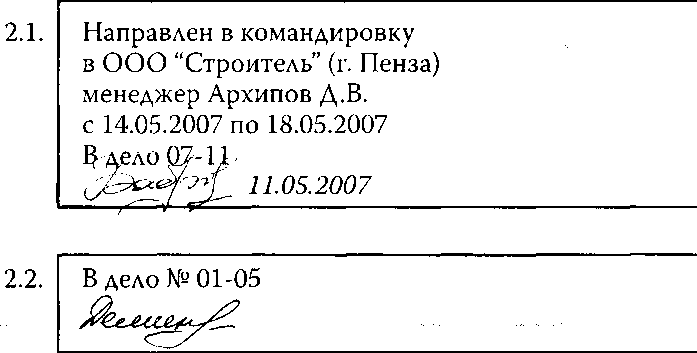 2.1. Направлен в командировку
в ООО "Строитель" (г. Пенза)
менеджер Архипов Д.В.
с 14.05.2007 по 18.05.2007
В дело 07-11
11.05.2007
2.2. В дело № 01-05